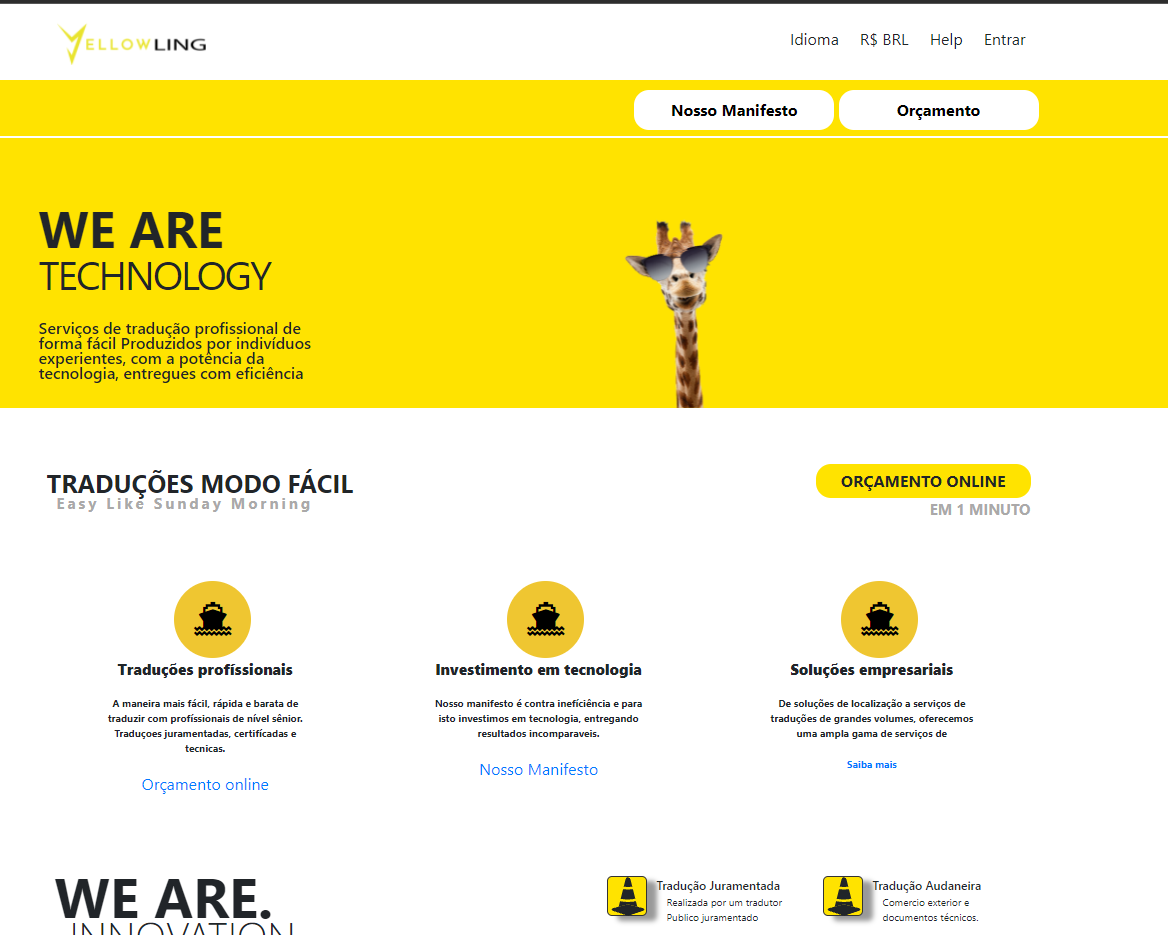 YELLOWLING
Idioma R$ BRL Help Entrar
Nosso Manifesto Orçamento
WE ARE
TECHNOLOGY
Serviços de tradução profissional de
forma fácil Produzidos por indivíduos
experientes, com a potência da
tecnologia, entregues com eficiência
TRADUÇÕES MODO FÁCIL
Easy Like Sunday Morning
ORÇAMENTO ONLINE
EM 1 MINUTO
Traduções profíssionais
A maneira mais fácil, rápida e barata de
traduzir com profíssionais de nível sênior.
Traduçoes juramentadas, certifícadas e
tecnicas.
Orçamento online
Investimento em tecnologia
Nosso manifesto é contra inefíciência e para
isto investimos em tecnologia, entregando
resultados incomparaveis.
Nosso Manifesto
Soluções empresariais
De soluções de localização a serviços de
traduções de grandes volumes, oferecemos
uma ampla gama de serviços de
Saiba mais
WE ARE.
INNOVATION
Tradução Juramentada
Realizada por um tradutor
Publico juramentado
Tradução Audaneira
Comercio exterior e
documentos técnicos.